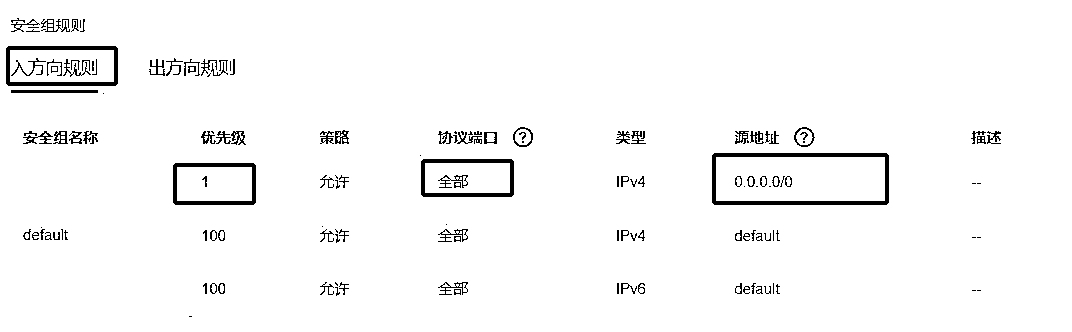 安全组规则
入方向规则 出方向规则
安全组名称 优先级 策略 协议端口 ? 类型 源地址 ? 描述
1 允许 全部 IPv4 0.0.0.0/0 --
default 100 允许 全部 IPv4 default --
100 允许 全部 IPv6 default --